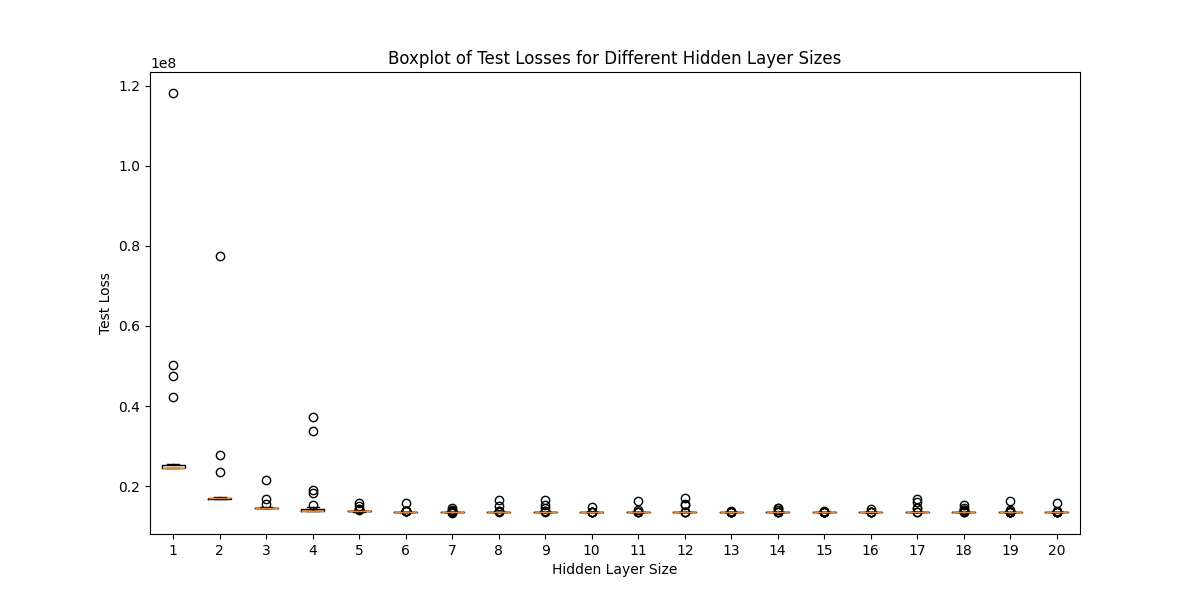 Boxplot of Test Losses for Different Hidden Layer Sizes
1e8
1.2
1.0
0.8
0.6
0.4
0.2
Test Loss
1 2 3 4 5 6 7 8 9 10 11 12 13 14 15 16 17 18 19 20
Hidden Layer Size